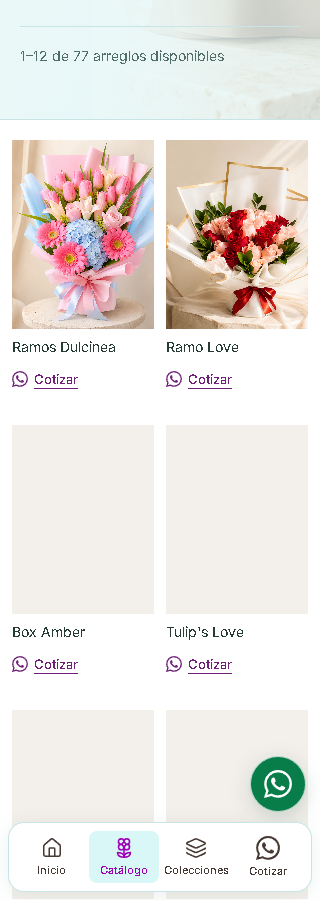 1–12 de 77 arreglos disponibles
Ramos Dulcinea
Ramo Love
Cotizar
Cotizar
Box Amber
Tulip's Love
Cotizar
Cotizar
Inicio
Catálogo
Colecciones
Cotizar